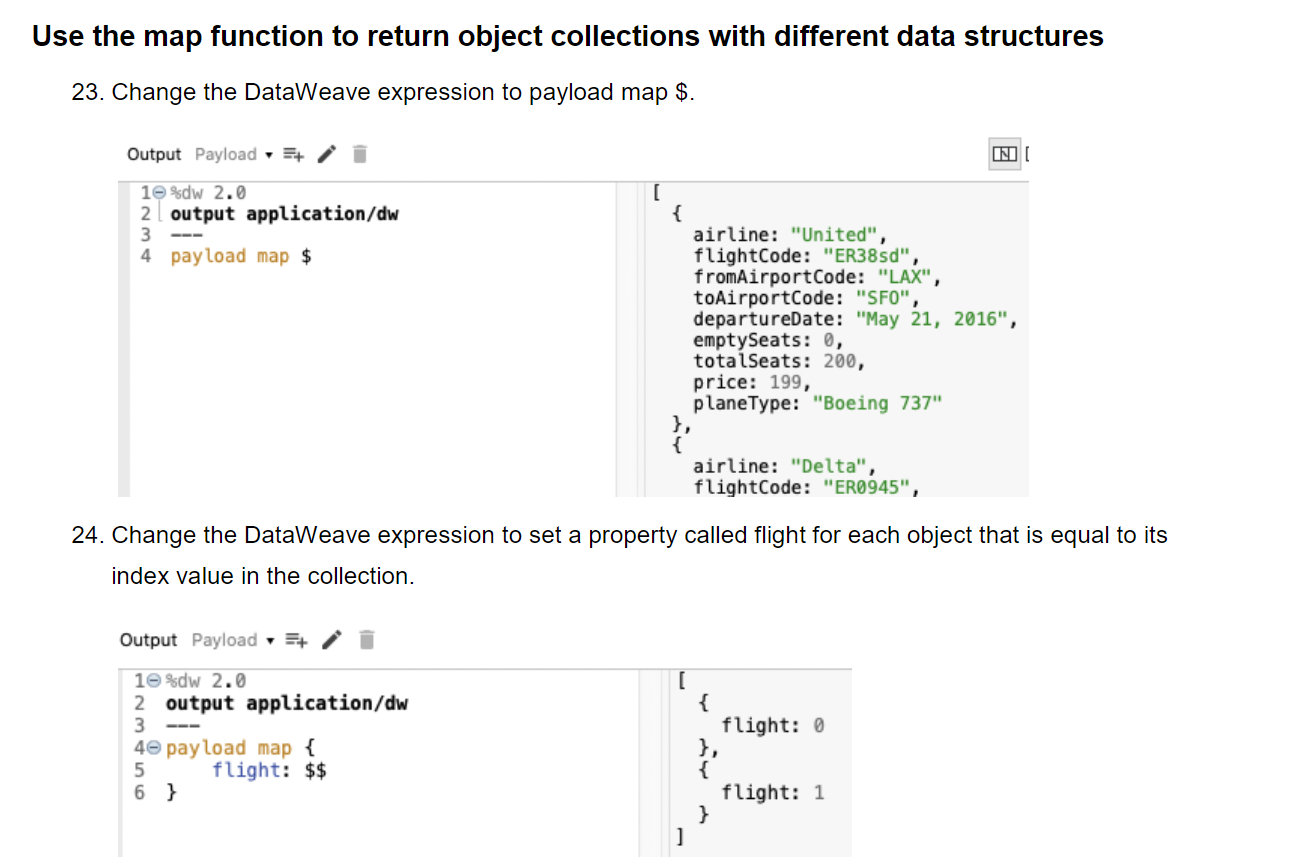 Use the map function to return object collections with different data structures
23. Change the DataWeave expression to payload map $.
Output Payload
1 %dw 2.0
2 output application/dw
3 ---
4 payload map $
[
{
airline: "United",
flightCode: "ER38sd",
fromAirportCode: "LAX",
toAirportCode: "SFO",
departureDate: "May 21, 2016",
emptySeats: 0,
totalSeats: 200,
price: 199,
planeType: "Boeing 737"
},
{
airline: "Delta",
flightCode: "ER0945",
24. Change the DataWeave expression to set a property called flight for each object that is equal to its
index value in the collection.
Output Payload
1 %dw 2.0
2 output application/dw
3 ---
4 payload map {
5 flight: $$
6 }
[
{
flight: 0
},
{
flight: 1
}
]